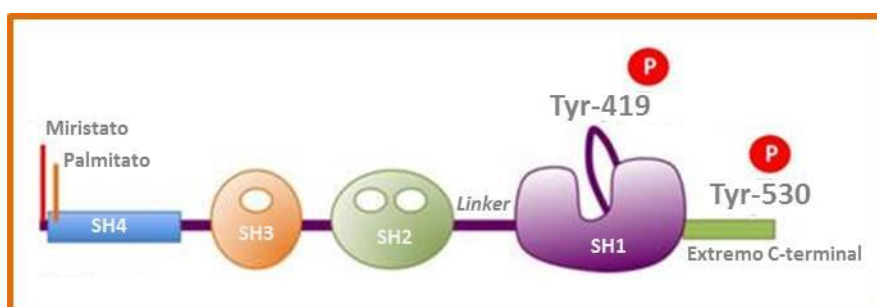 P
Tyr-419
Miristato
Palmitato
P
Tyr-530
Linker
SH4
SH3
SH2
SH1
Extremo C-terminal